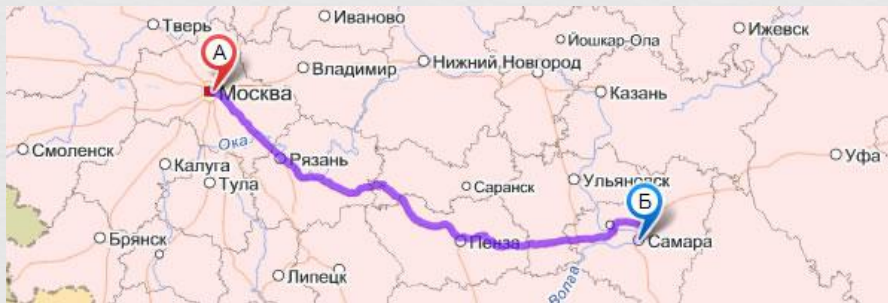 Тверь
Иваново
Ижевск
А
Йошкар-Ола
Москва
Владимир
Нижний Новгород
Казань
Ока
Смоленск
Рязань
Уфа
Калуга
Тула
Саранск
Ульяновск
Б
Брянск
Пенза
Самара
Липецк
Волга